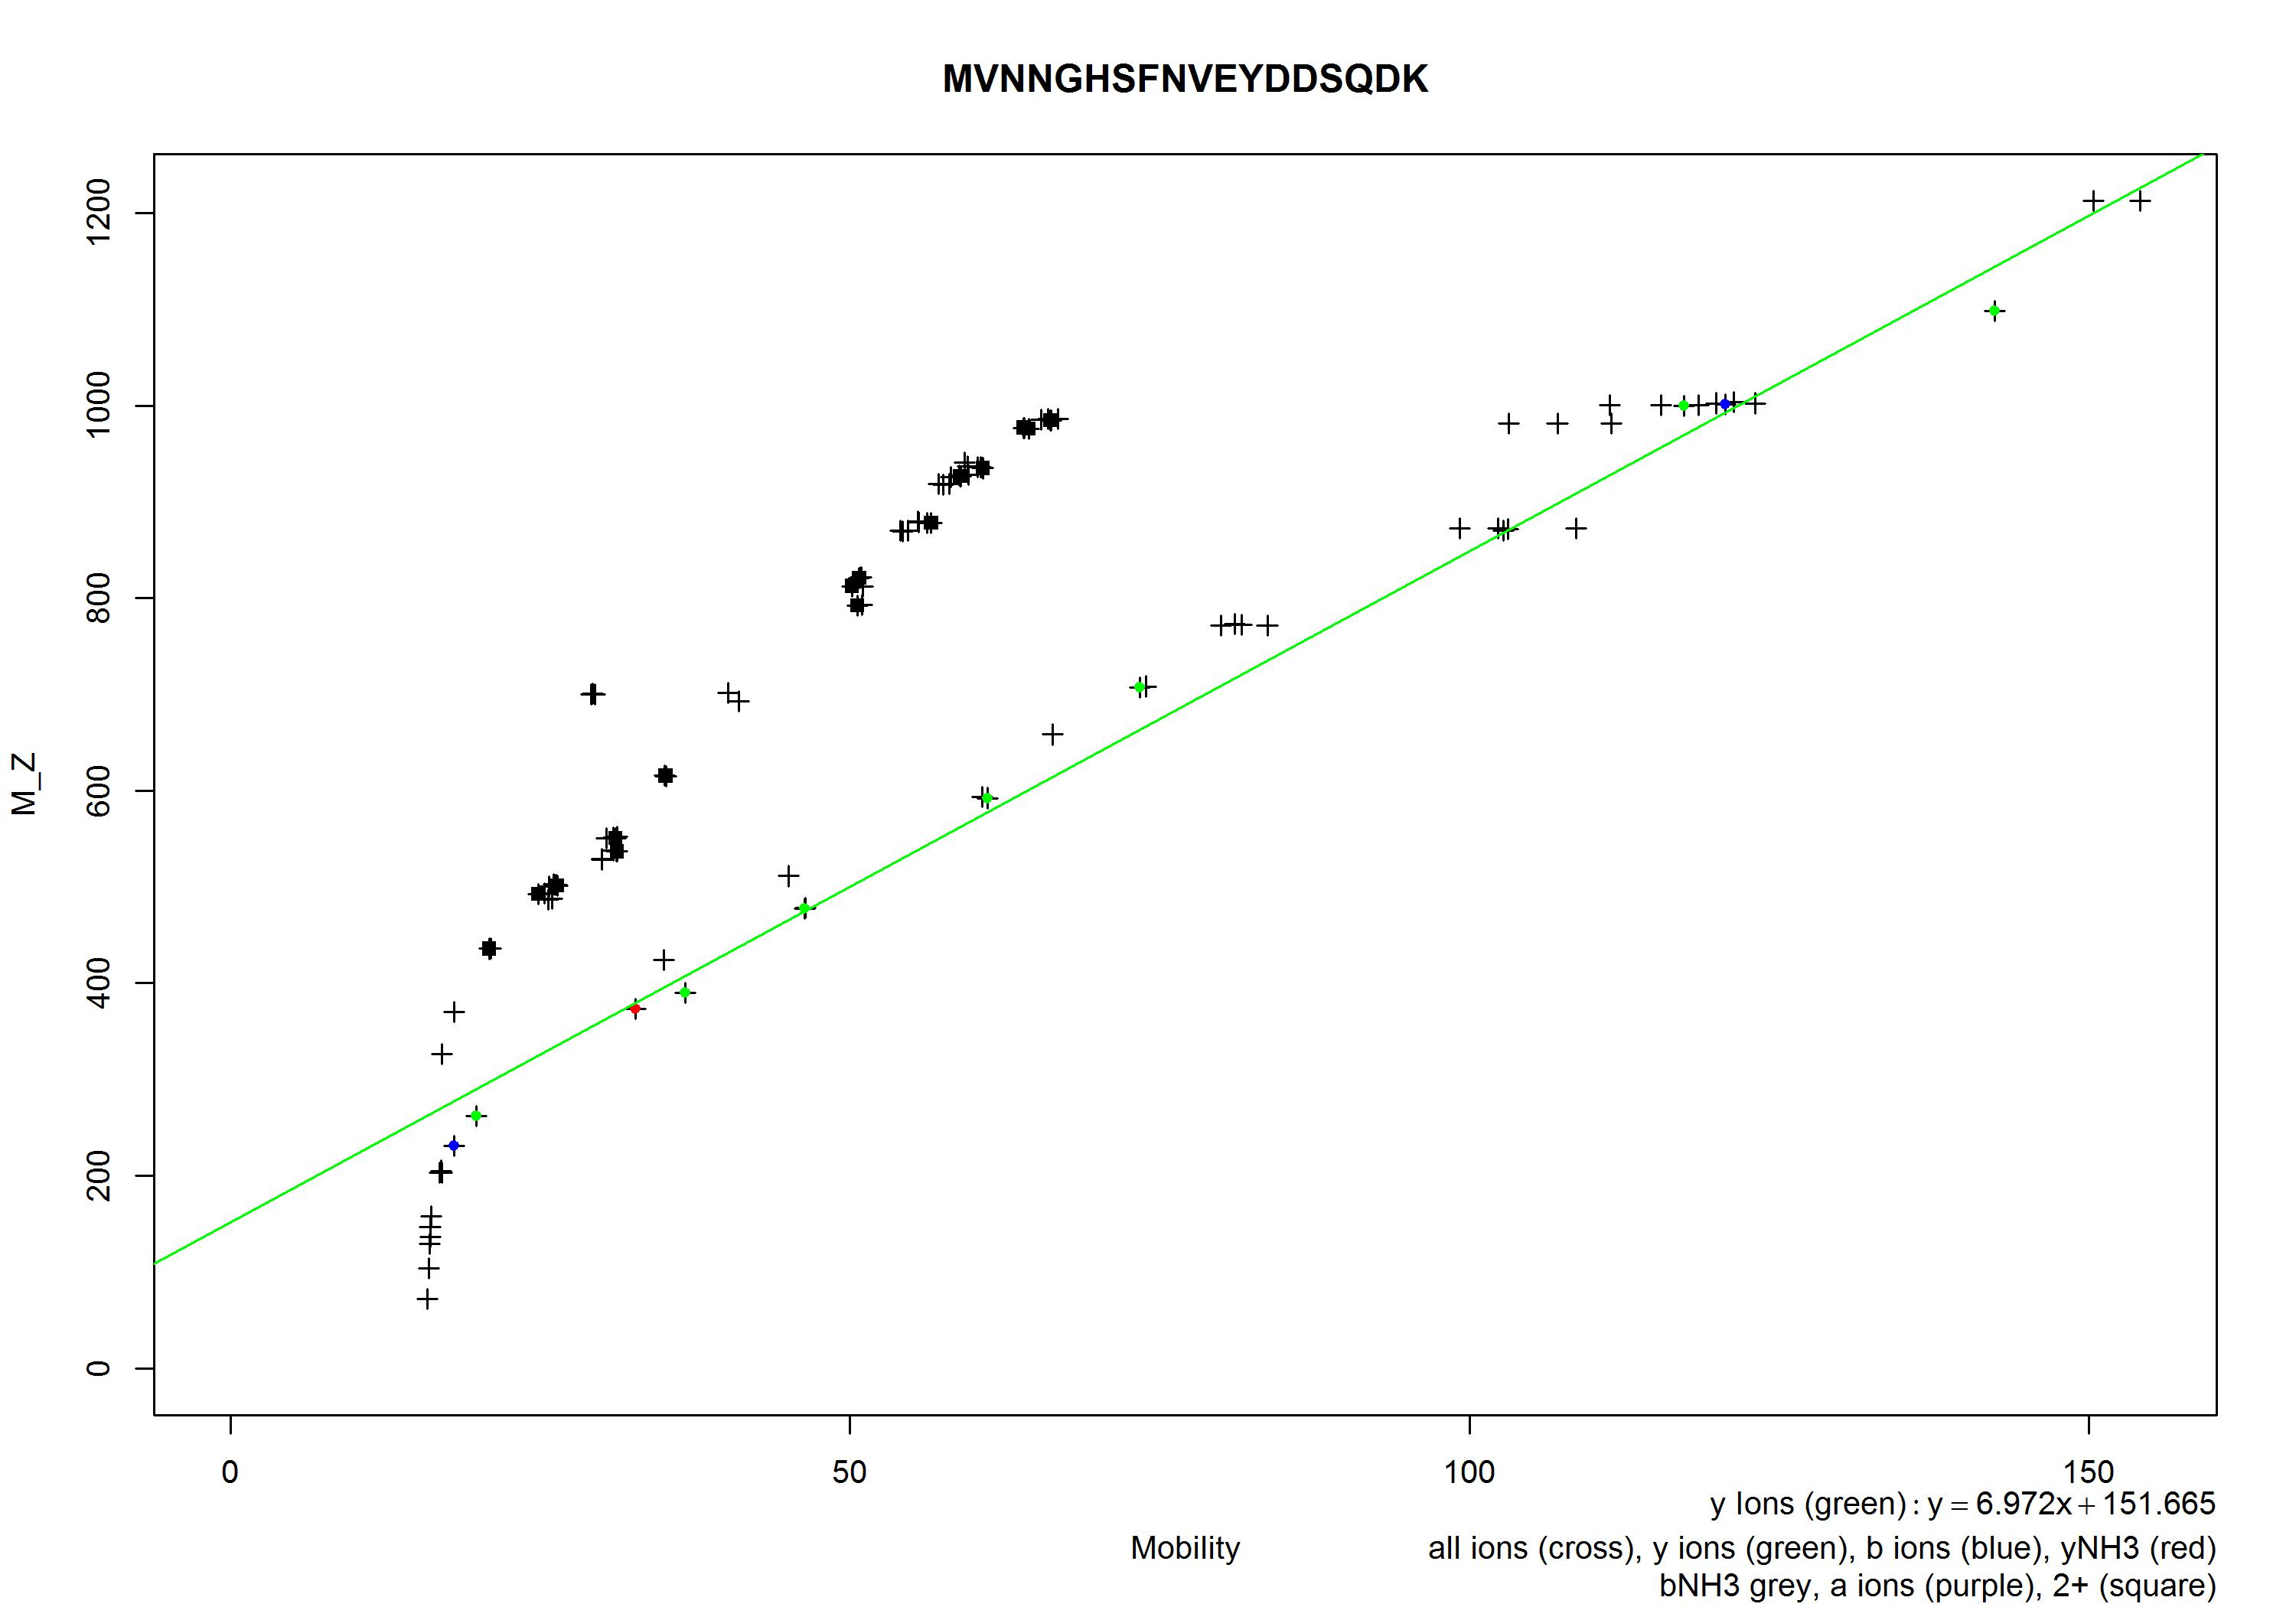 MVNNGHSFNVEYDDSQDK
1200
1000
800
600
400
200
0
M_Z
0 50 100 150
y Ions (green) : y = 6.972x + 151.665
Mobility
all ions (cross), y ions (green), b ions (blue), yNH3 (red)
bNH3 grey, a ions (purple), 2+ (square)